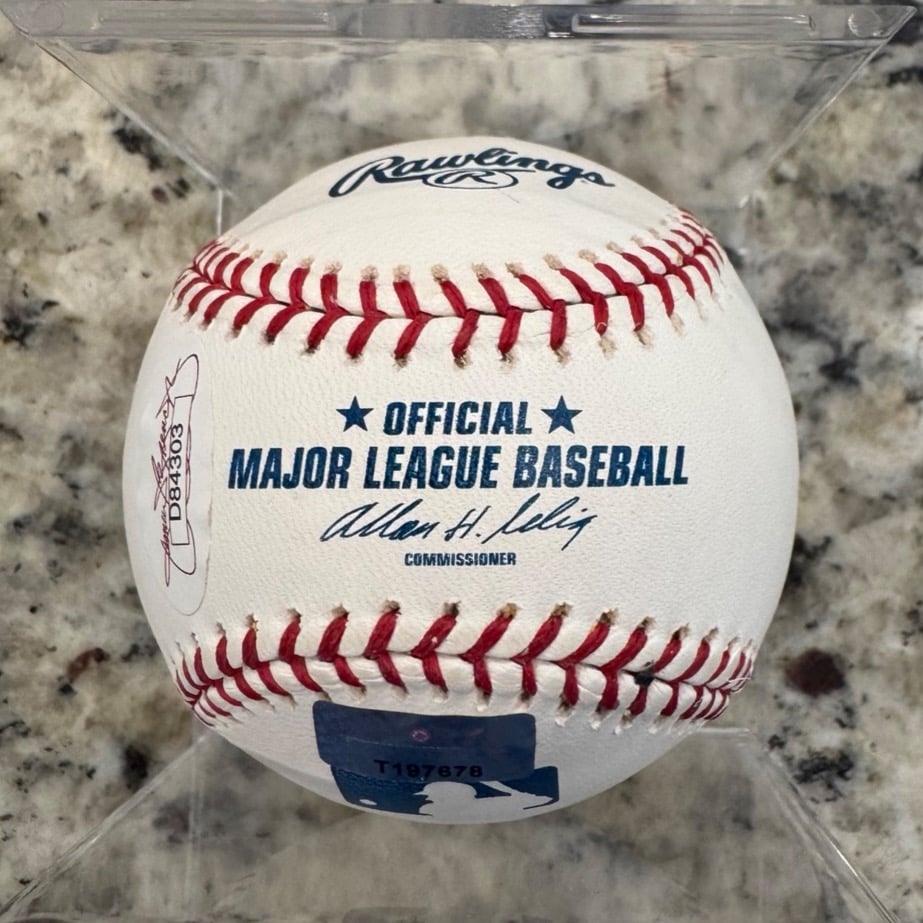 Rawlings
R
OFFICIAL
MAJOR LEAGUE BASEBALL
Allan H. Selig
COMMISSIONER
D84303
T197678